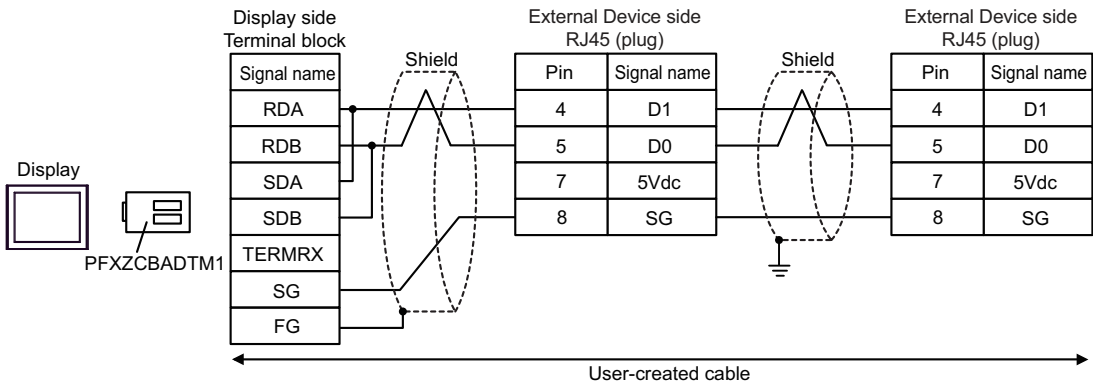 Display side
Terminal block
External Device side
RJ45 (plug)
External Device side
RJ45 (plug)
Signal name
Shield
Pin
Signal name
Shield
Pin
Signal name
RDA
4
D1
4
D1
RDB
5
D0
5
D0
SDA
7
5Vdc
7
5Vdc
SDB
8
SG
8
SG
TERMRX
SG
FG
Display
PFXZCBADTM1
User-created cable